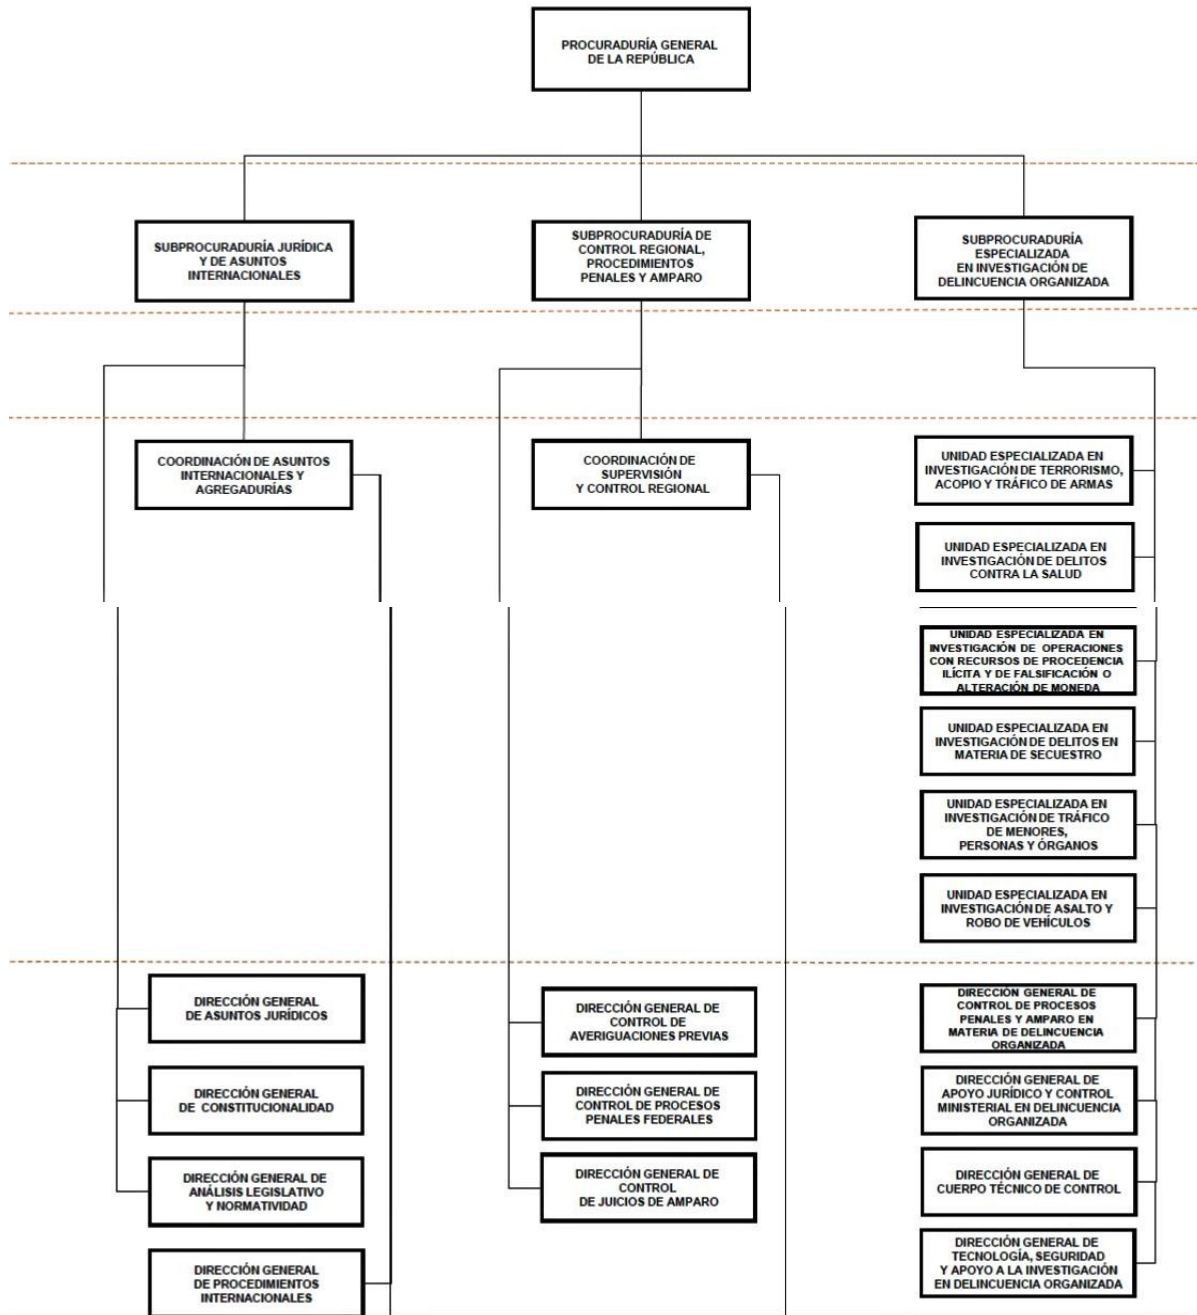 PROCURADURÍA GENERAL
DE LA REPÚBLICA
SUBPROCURADURÍA JURÍDICA
Y DE ASUNTOS
INTERNACIONALES
SUBPROCURADURÍA DE
CONTROL REGIONAL,
PROCEDIMIENTOS
PENALES Y AMPARO
SUBPROCURADURÍA
ESPECIALIZADA
EN INVESTIGACIÓN DE
DELINCUENCIA ORGANIZADA
COORDINACIÓN DE ASUNTOS
INTERNACIONALES Y
AGREGADURÍAS
COORDINACIÓN DE
SUPERVISIÓN
Y CONTROL REGIONAL
UNIDAD ESPECIALIZADA EN
INVESTIGACIÓN DE TERRORISMO,
ACOPIO Y TRÁFICO DE ARMAS
UNIDAD ESPECIALIZADA EN
INVESTIGACIÓN DE DELITOS
CONTRA LA SALUD
UNIDAD ESPECIALIZADA EN
INVESTIGACIÓN DE OPERACIONES
CON RECURSOS DE PROCEDENCIA
ILÍCITA Y DE FALSIFICACIÓN O
ALTERACIÓN DE MONEDA
UNIDAD ESPECIALIZADA EN
INVESTIGACIÓN DE DELITOS EN
MATERIA DE SECUESTRO
UNIDAD ESPECIALIZADA EN
INVESTIGACIÓN DE TRÁFICO
DE MENORES,
PERSONAS Y ÓRGANOS
UNIDAD ESPECIALIZADA EN
INVESTIGACIÓN DE ASALTO Y
ROBO DE VEHÍCULOS
DIRECCIÓN GENERAL
DE ASUNTOS JURÍDICOS
DIRECCIÓN GENERAL DE
CONTROL DE
AVERIGUACIONES PREVIAS
DIRECCIÓN GENERAL DE
CONTROL DE PROCESOS
PENALES Y AMPARO EN
MATERIA DE DELINCUENCIA
ORGANIZADA
DIRECCIÓN GENERAL
DE CONSTITUCIONALIDAD
DIRECCIÓN GENERAL DE
CONTROL DE PROCESOS
PENALES FEDERALES
DIRECCIÓN GENERAL DE
APOYO JURÍDICO Y CONTROL
MINISTERIAL EN DELINCUENCIA
ORGANIZADA
DIRECCIÓN GENERAL DE
ANÁLISIS LEGISLATIVO
Y NORMATIVIDAD
DIRECCIÓN GENERAL DE
CONTROL
DE JUICIOS DE AMPARO
DIRECCIÓN GENERAL DE
CUERPO TÉCNICO DE CONTROL
DIRECCIÓN GENERAL
DE PROCEDIMIENTOS
INTERNACIONALES
DIRECCIÓN GENERAL DE
TECNOLOGÍA, SEGURIDAD
Y APOYO A LA INVESTIGACIÓN
EN DELINCUENCIA ORGANIZADA